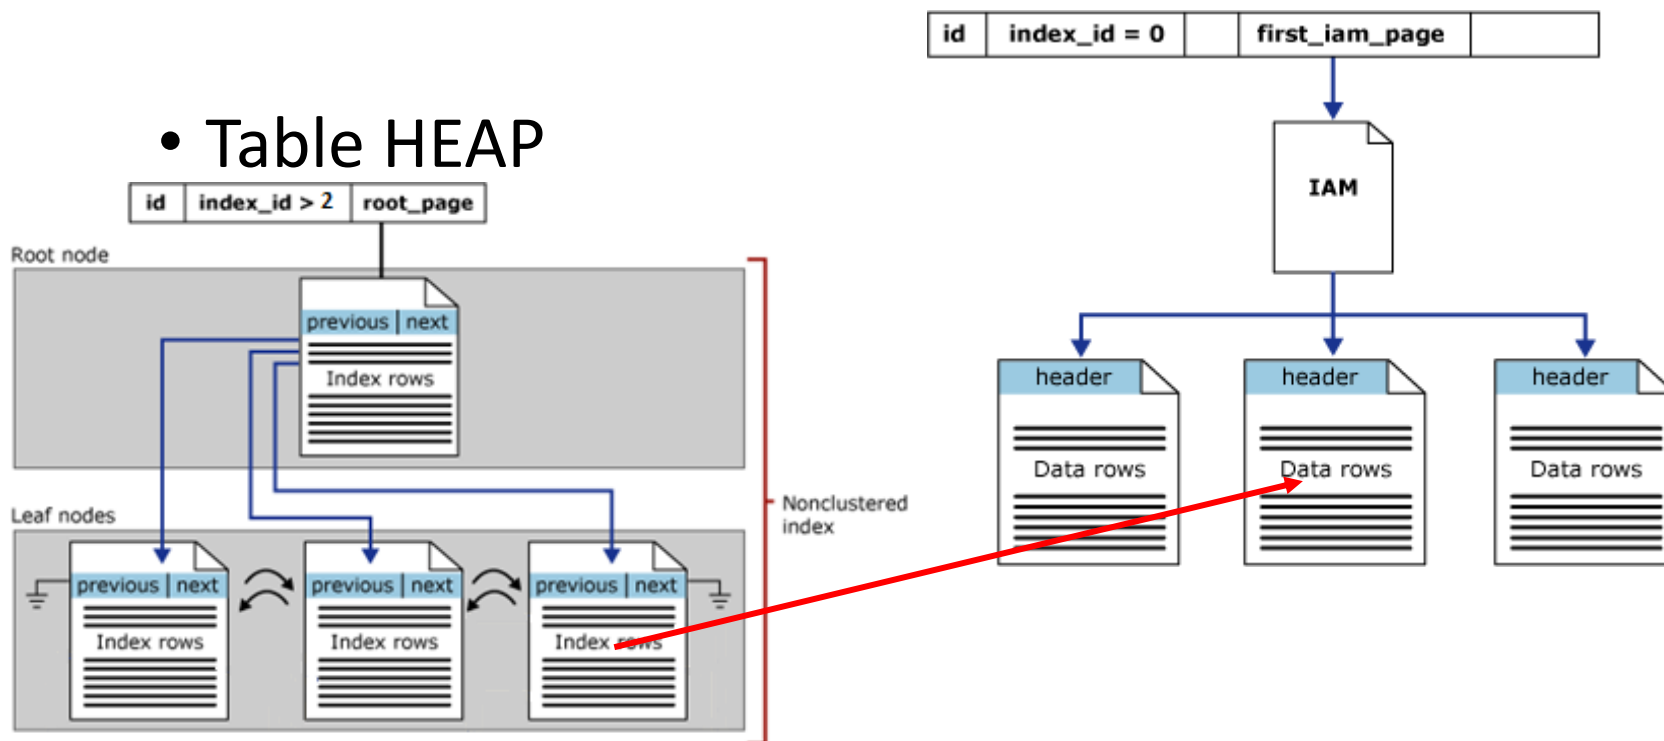 id index_id = 0 first_iam_page
• Table HEAP
IAM
id index_id > 2 root_page
Root node
previous next
Index rows
header header header
Data rows Data rows Data rows
Nonclustered
index
Leaf nodes
previous next previous next previous next
Index rows Index rows Index rows